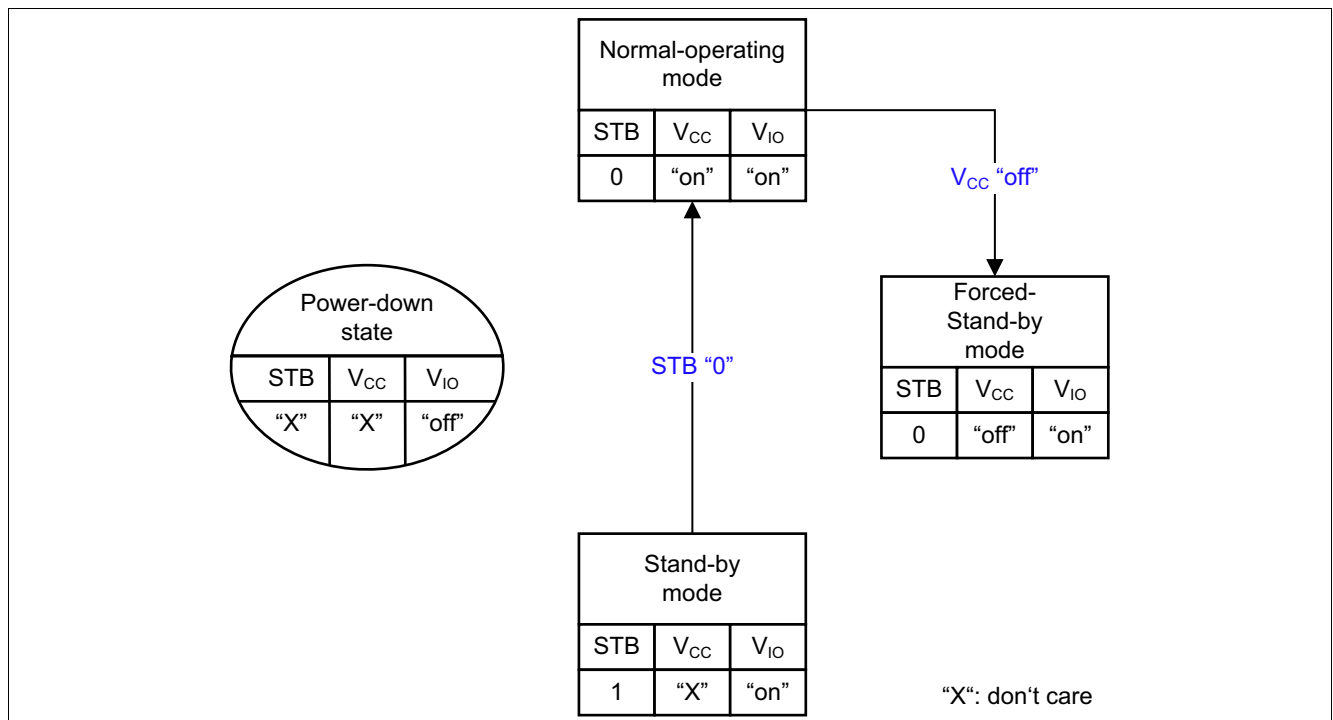 Normal-operating
mode
STB VCC VIO
0 “on” “on”
VCC “off”
Power-down
state
STB VCC VIO
“X” “X” “off”
STB “0”
Forced-
Stand-by
mode
STB VCC VIO
0 “off” “on”
Stand-by
mode
STB VCC VIO
1 “X” “on”
“X“: don‘t care